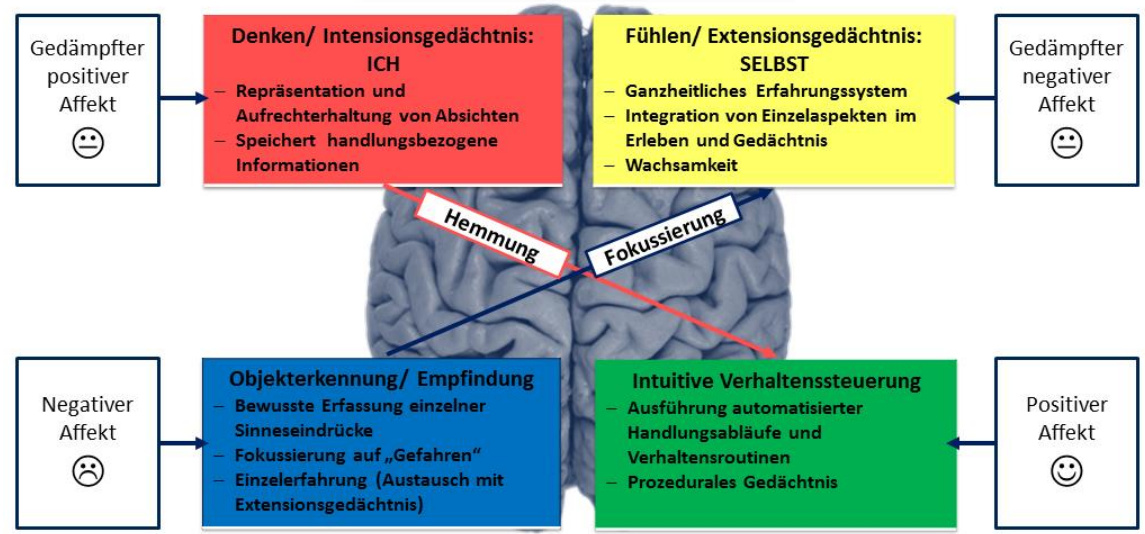 Gedämpfter
positiver
Affekt
Denken/ Intensionsgedächtnis:
ICH
– Repräsentation und
Aufrechterhaltung von Absichten
– Speichert handlungsbezogene
Informationen
Fühlen/ Extensionsgedächtnis:
SELBST
– Ganzheitliches Erfahrungssystem
– Integration von Einzelaspekten im
Erleben und Gedächtnis
– Wachsamkeit
Gedämpfter
negativer
Affekt
Hemmung
Fokussierung
Negativer
Affekt
Objekterkennung/ Empfindung
– Bewusste Erfassung einzelner
Sinneseindrücke
– Fokussierung auf „Gefahren“
– Einzelerfahrung (Austausch mit
Extensionsgedächtnis)
Intuitive Verhaltenssteuerung
– Ausführung automatisierter
Handlungsabläufe und
Verhaltensroutinen
– Prozedurales Gedächtnis
Positiver
Affekt